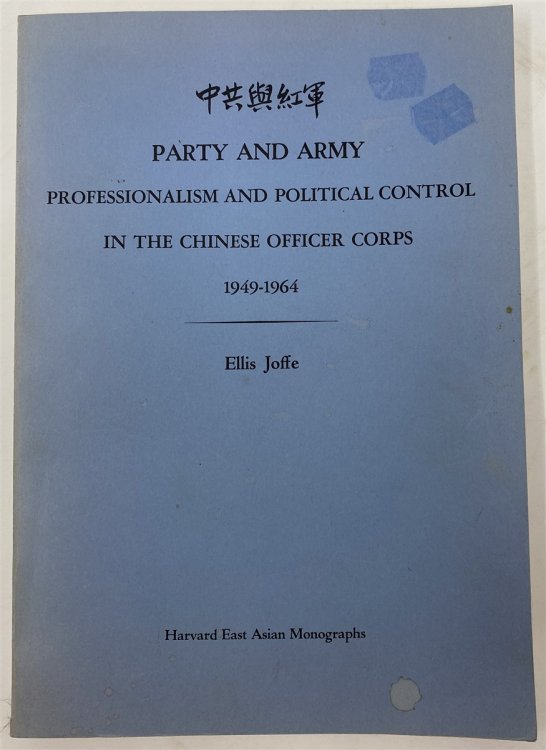 中共與紅軍
PARTY AND ARMY
PROFESSIONALISM AND POLITICAL CONTROL
IN THE CHINESE OFFICER CORPS
1949-1964
Ellis Joffe
Harvard East Asian Monographs